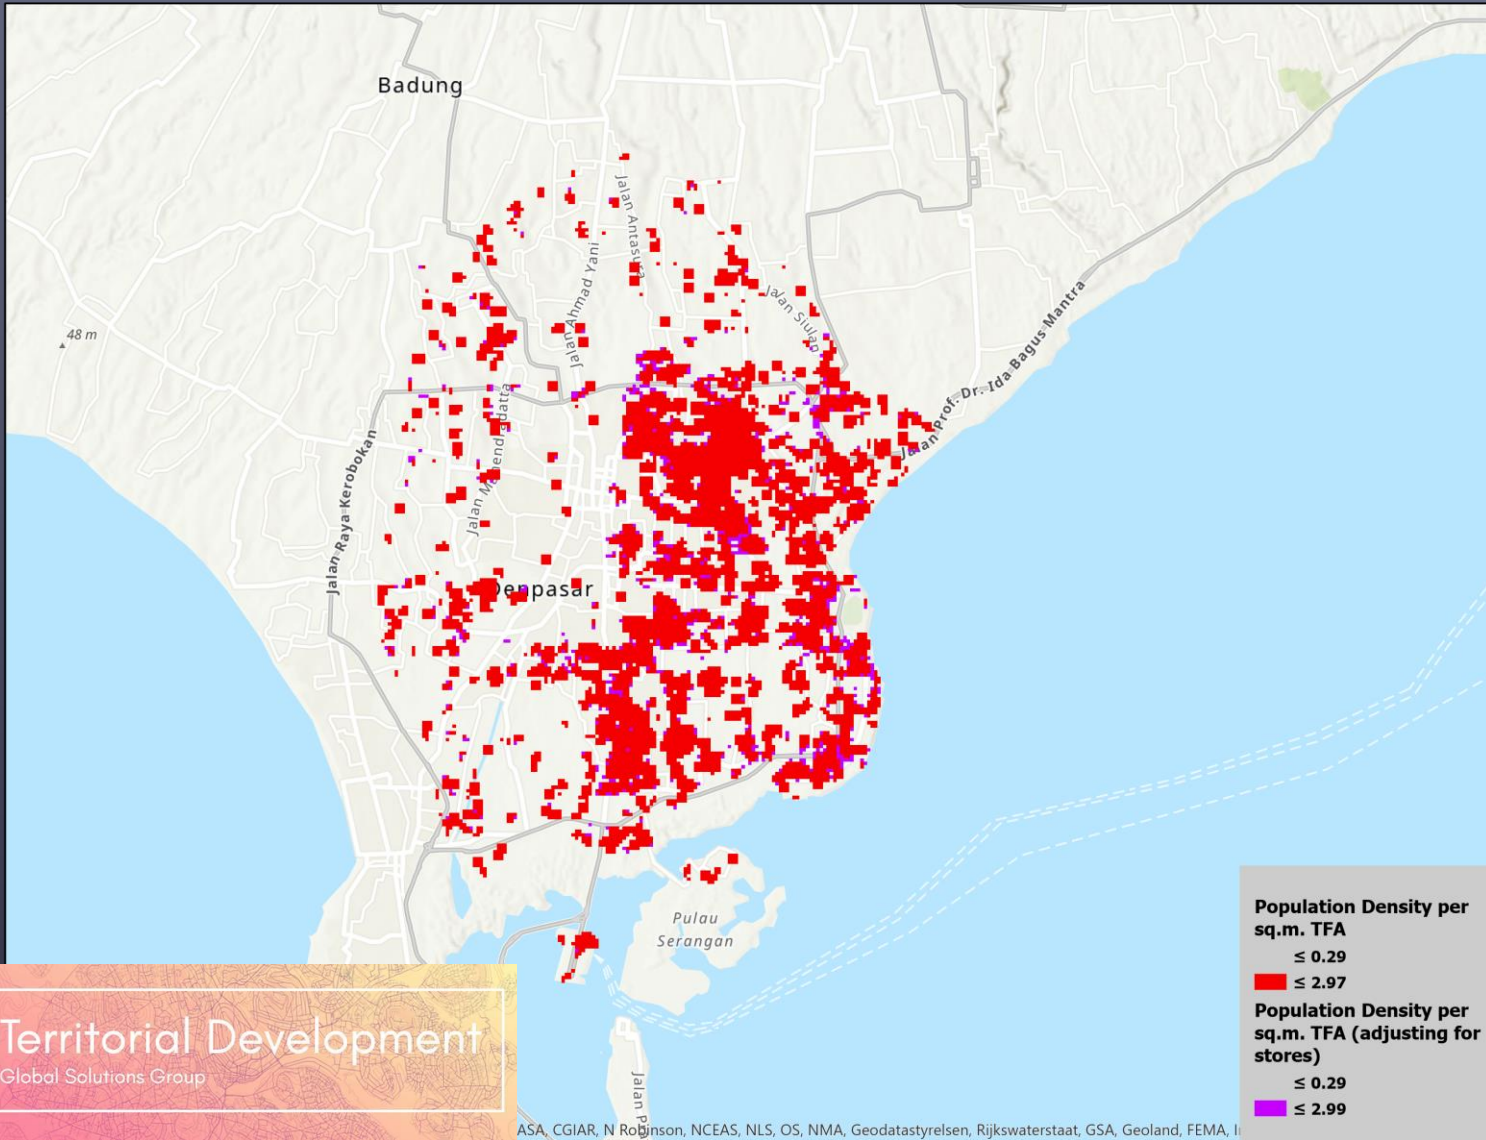 Badung
Jalan Antasura
Jalan Ahmad Yani
Jalan Siulan
48 m
Jalan Prof. Dr. Ida Bagus Mantra
Jalan Raya Kerobokan
Jalan Mahendradatta
Denpasar
Pulau
Serangan
Population Density per
sq.m. TFA
≤ 0.29
≤ 2.97
Population Density per
sq.m. TFA (adjusting for
stores)
≤ 0.29
≤ 2.99
Territorial Development
Global Solutions Group
Jalan
ASA, CGIAR, N Robinson, NCEAS, NLS, OS, NMA, Geodatastyrelsen, Rijkswaterstaat, GSA, Geoland, FEMA,